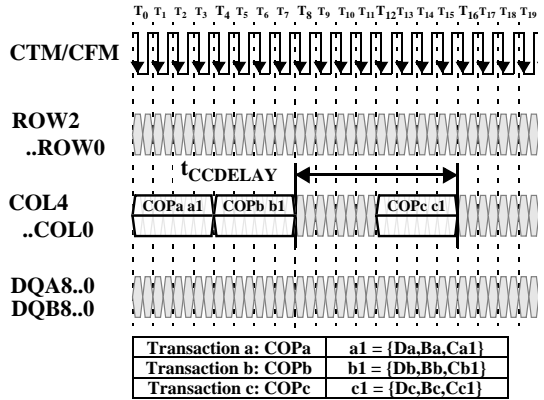 T0 T1 T2 T3 T4 T5 T6 T7 T8 T9 T10 T11 T12 T13 T14 T15 T16 T17 T18 T19
CTM/CFM
ROW2
..ROW0
tCCDELAY
COL4
..COL0
COPa a1 COPb b1 COPc c1
DQA8..0
DQB8..0
Transaction a: COPa a1 = {Da,Ba,Ca1}
Transaction b: COPb b1 = {Db,Bb,Cb1}
Transaction c: COPc c1 = {Dc,Bc,Cc1}